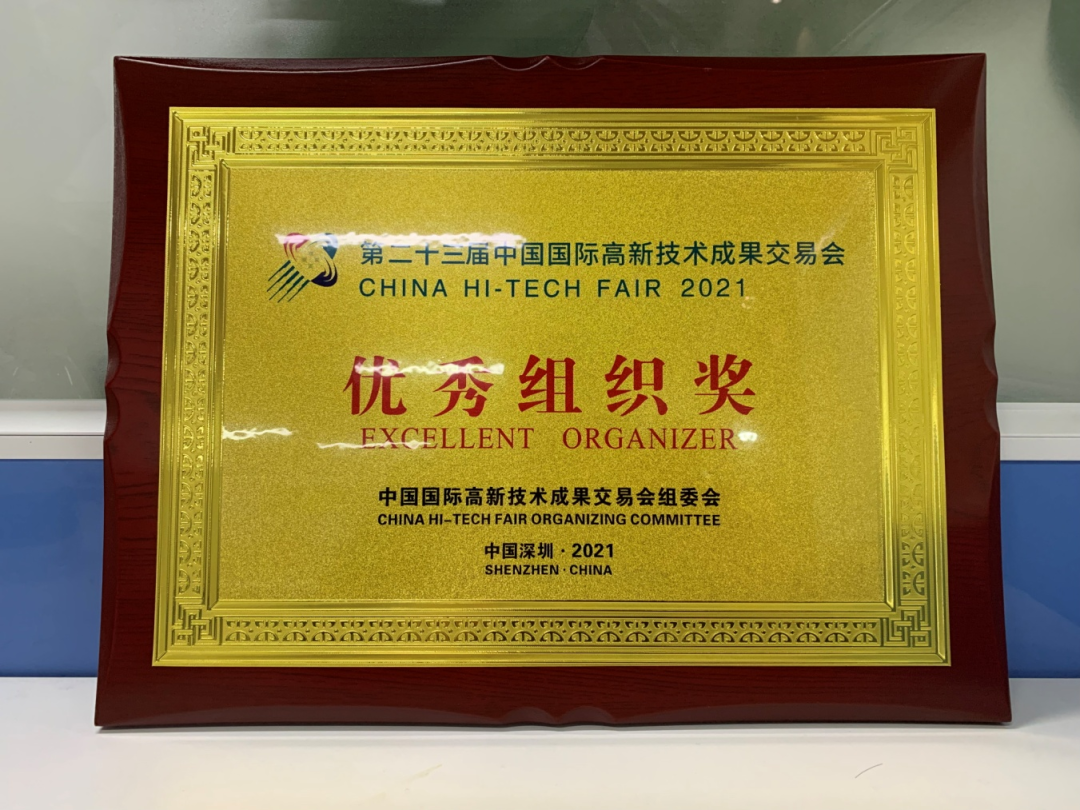 第二十三届中国国际高新技术成果交易会
CHINA HI-TECH FAIR 2021
优秀组织奖
EXCELLENT ORGANIZER
中国国际高新技术成果交易会组委会
CHINA HI-TECH FAIR ORGANIZING COMMITTEE
中国深圳·2021
SHENZHEN·CHINA